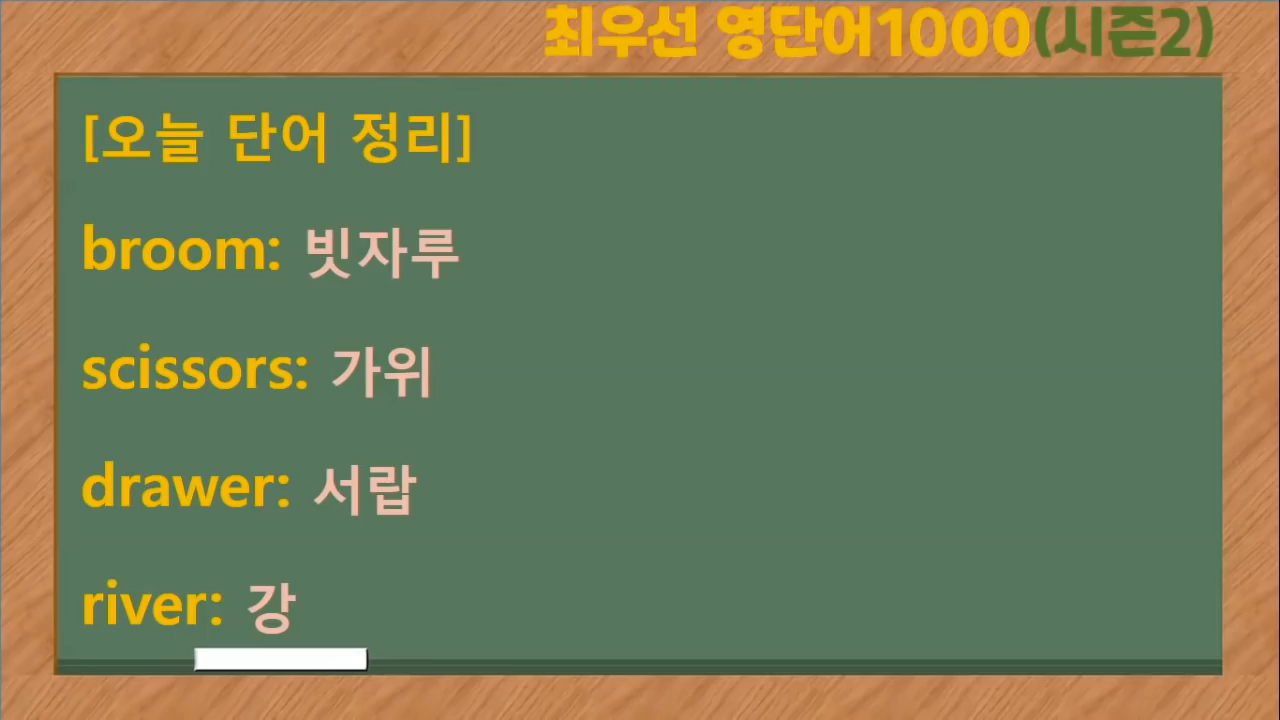 최우선 영단어1000(시즌2)
[오늘 단어 정리]
broom: 빗자루
scissors: 가위
drawer: 서랍
river: 강